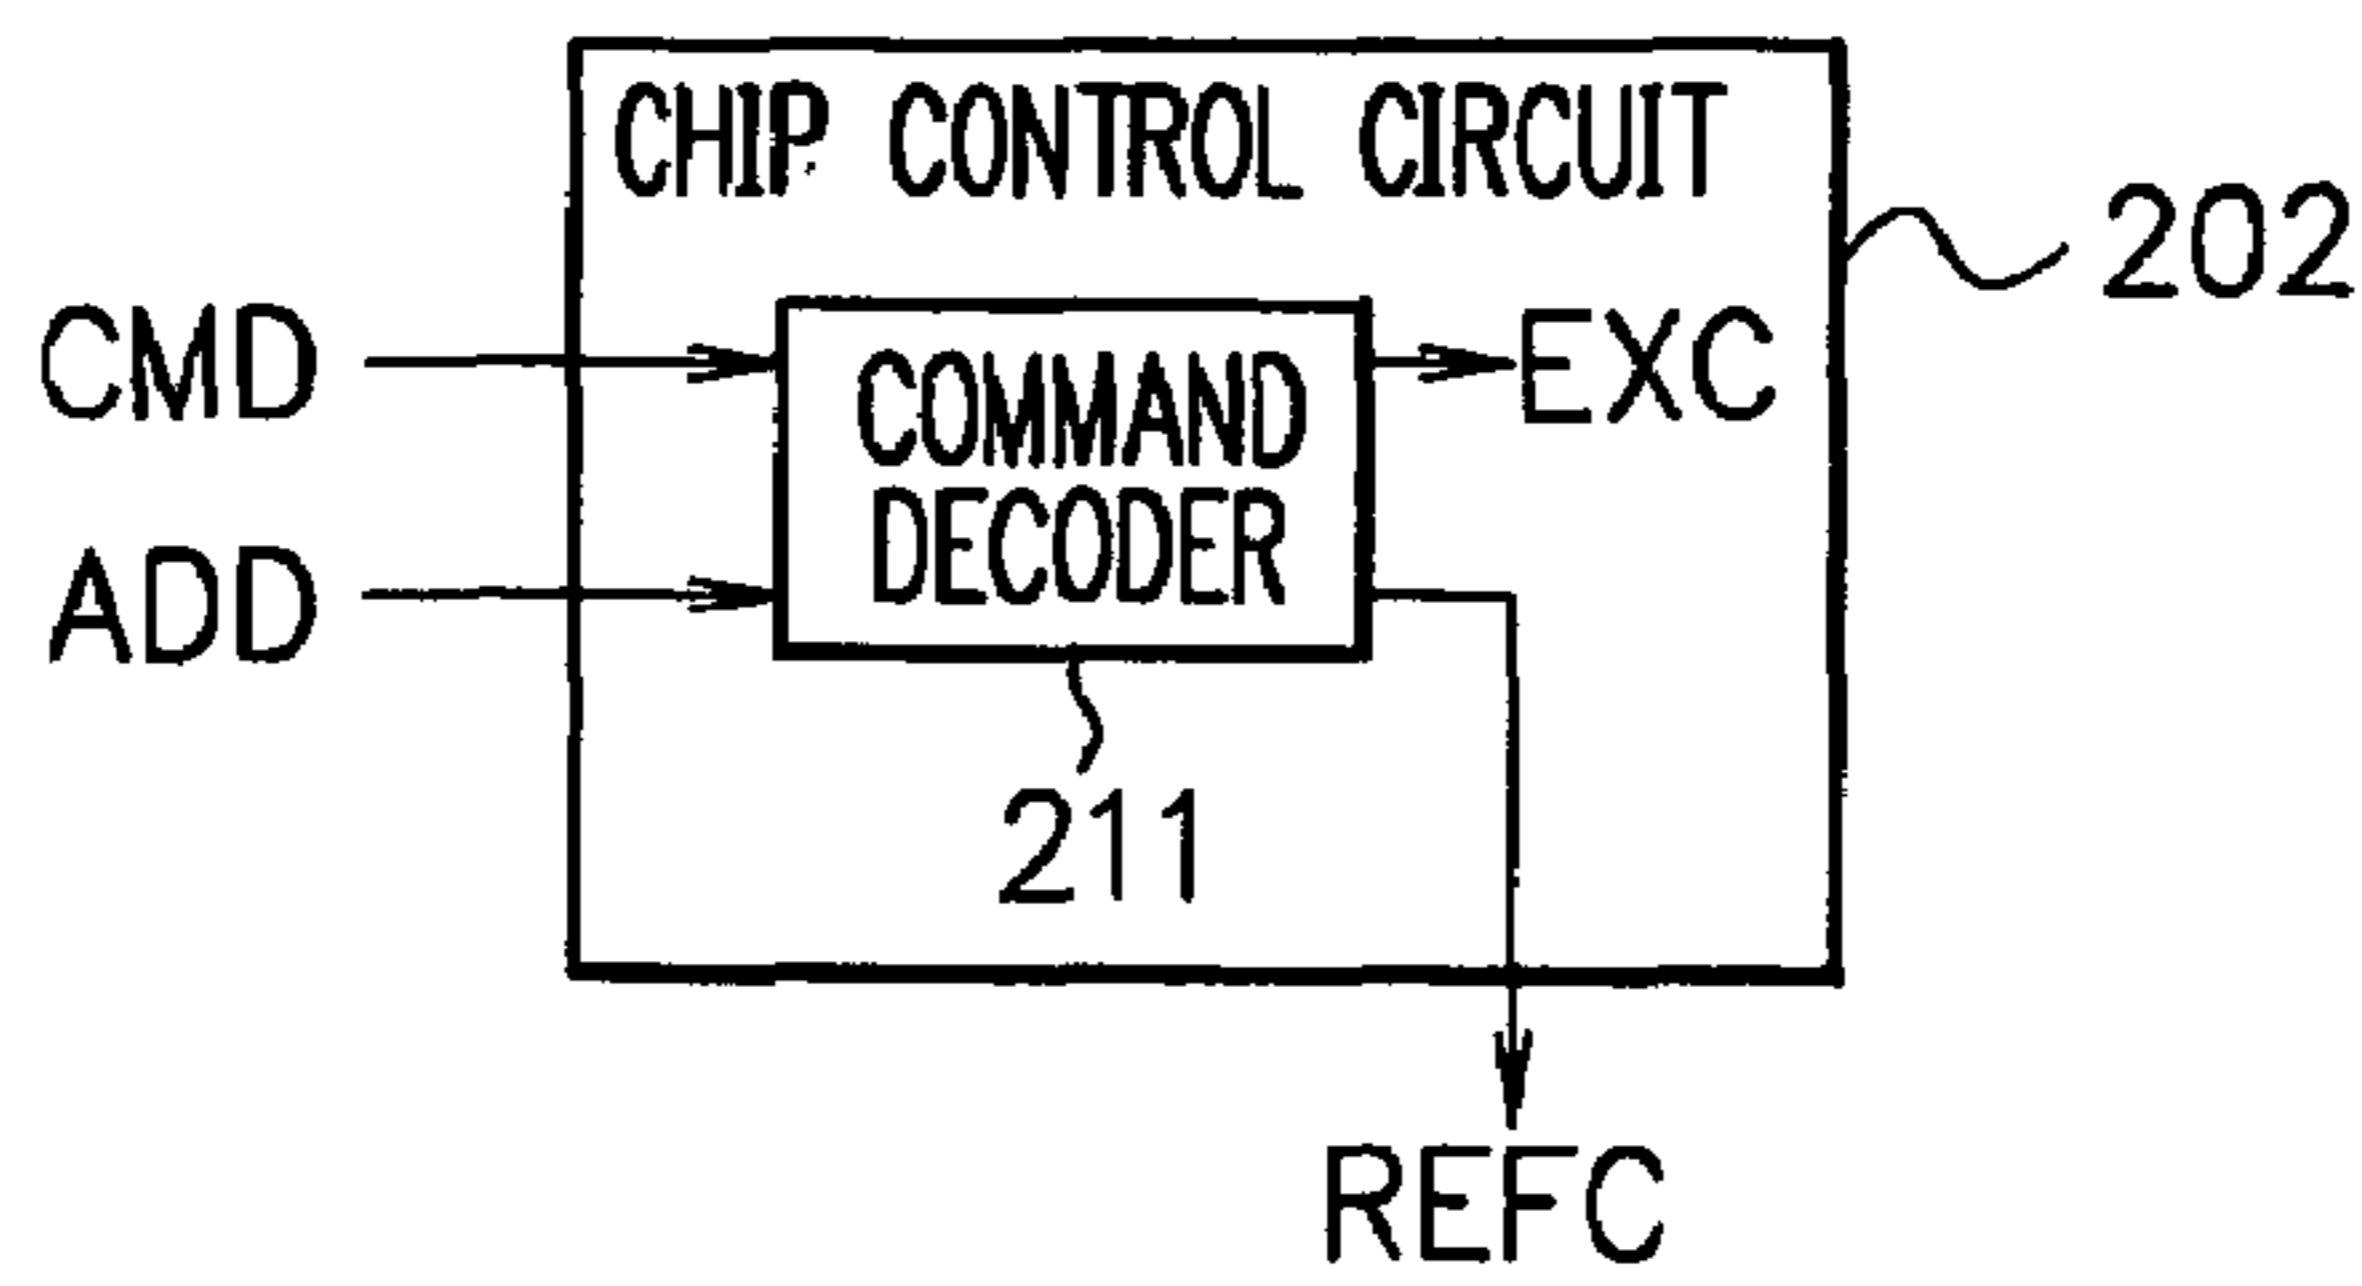 CHIP CONTROL CIRCUIT
202
CMD
EXC
COMMAND
DECODER
ADD
211
REFC